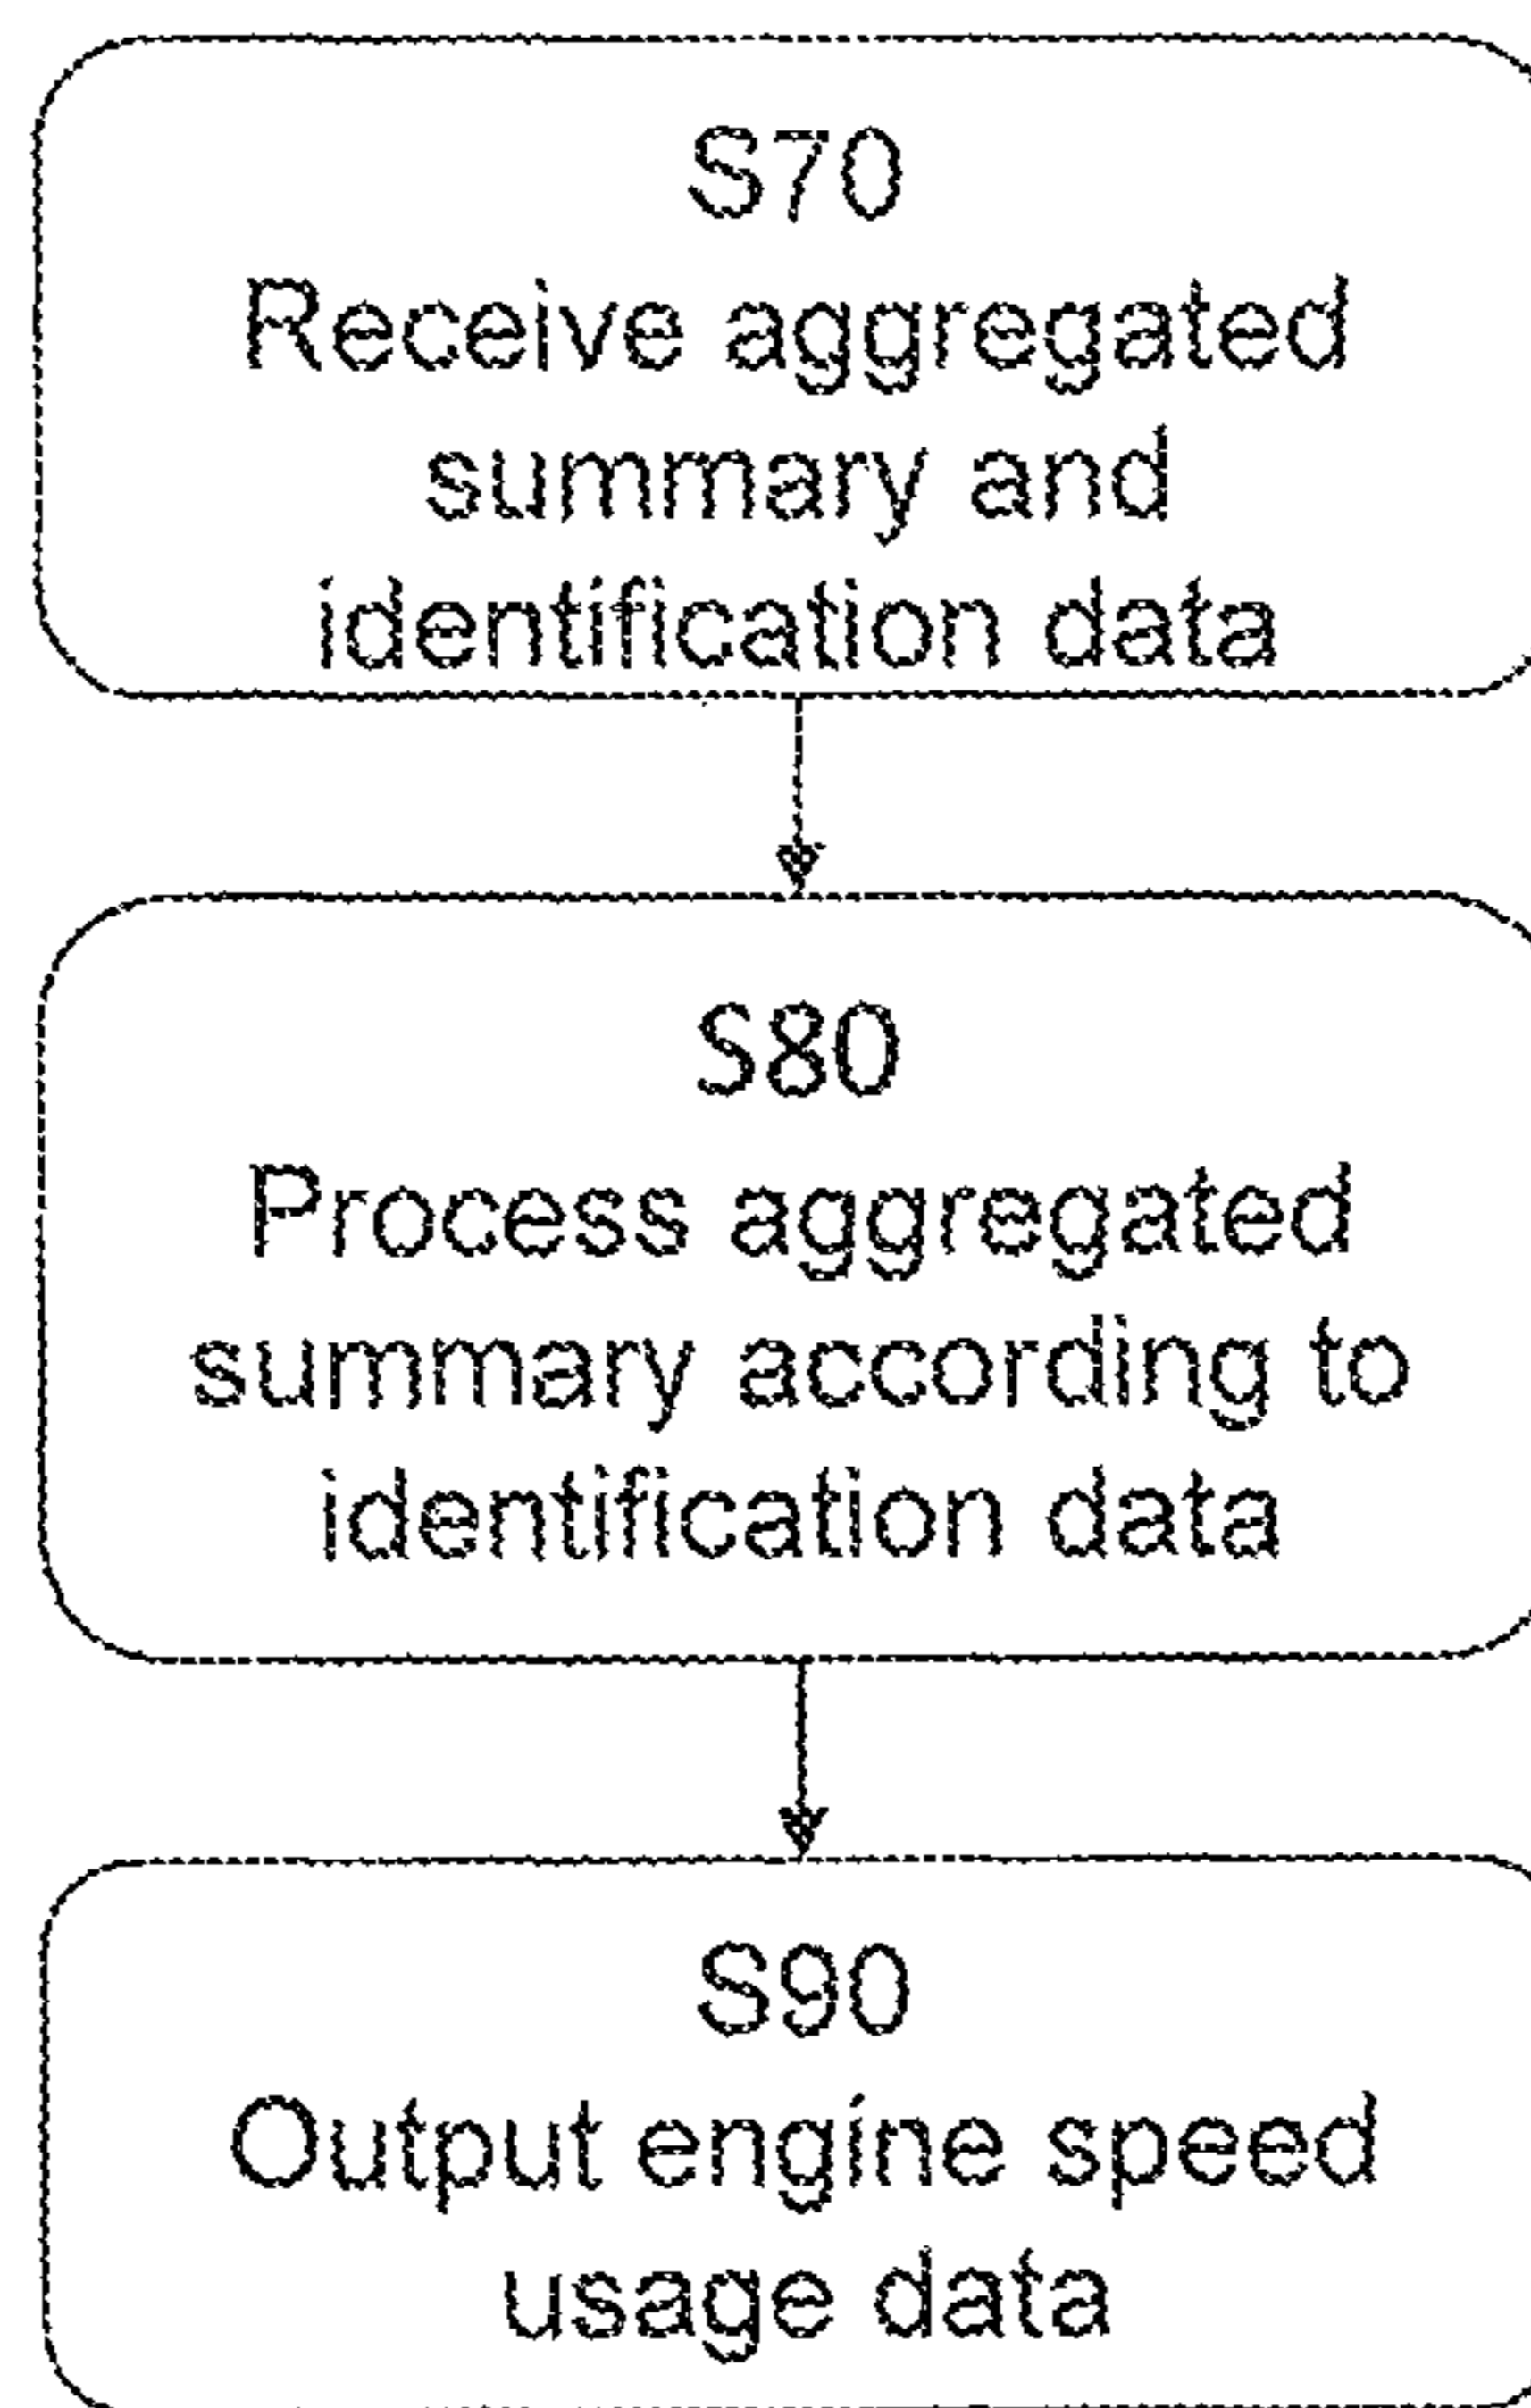 S70
Receive aggregated
summary and
identification data
S80
Process aggregated
summary according to
identification data
S90
Output engine speed
usage data